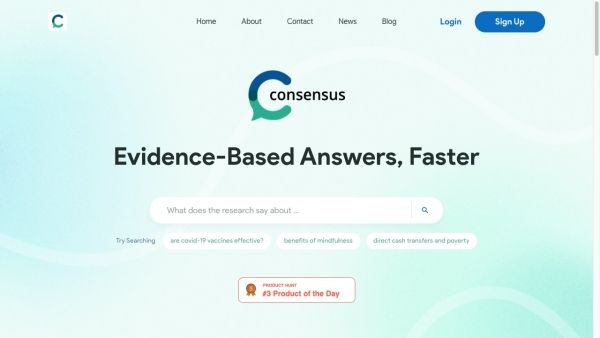 Home About Contact News Blog Login Sign Up
consensus
Evidence-Based Answers, Faster
What does the research say about ...
Try Searching are covid-19 vaccines effective? benefits of mindfulness direct cash transfers and poverty
PRODUCT HUNT
#3 Product of the Day